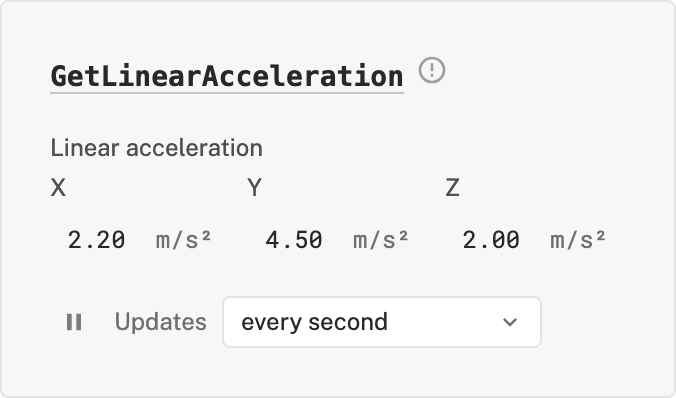 GetLinearAcceleration
Linear acceleration
X Y Z
2.20 m/s² 4.50 m/s² 2.00 m/s²
Updates every second